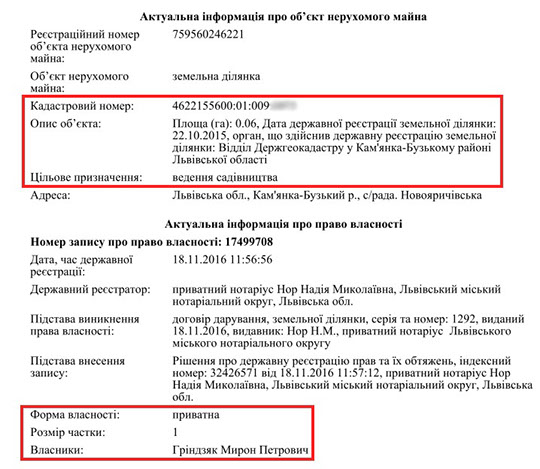 Актуальна інформація про об’єкт нерухомого майна
Реєстраційний номер 759560246221
об’єкта нерухомого
майна:
Об’єкт нерухомого земельна ділянка
майна:
Кадастровий номер: 4622155600:01:009
Опис об’єкта: Площа (га): 0.06, Дата державної реєстрації земельної ділянки:
22.10.2015, орган, що здійснив державну реєстрацію земельної
ділянки: Відділ Держгеокадастру у Кам'янка-Бузькому районі
Львівської області
Цільове призначення: ведення садівництва
Адреса: Львівська обл., Кам'янка-Бузький р., с/рада. Новояричівська
Актуальна інформація про право власності
Номер запису про право власності: 17499708
Дата, час державної 18.11.2016 11:56:56
реєстрації:
Державний реєстратор: приватний нотаріус Нор Надія Миколаївна, Львівський міський
нотаріальний округ, Львівська обл.
Підстава виникнення договір дарування, земельної ділянки, серія та номер: 1292, виданий
права власності: 18.11.2016, видавник: Нор Н.М., приватний нотаріус Львівського
міського нотаріального округу
Підстава внесення Рішення про державну реєстрацію прав та їх обтяжень, індексний
запису: номер: 32426571 від 18.11.2016 11:57:12, приватний нотаріус Нор
Надія Миколаївна, Львівський міський нотаріальний округ, Львівська
обл.
Форма власності: приватна
Розмір частки: 1
Власники: Гріндзяк Мирон Петрович